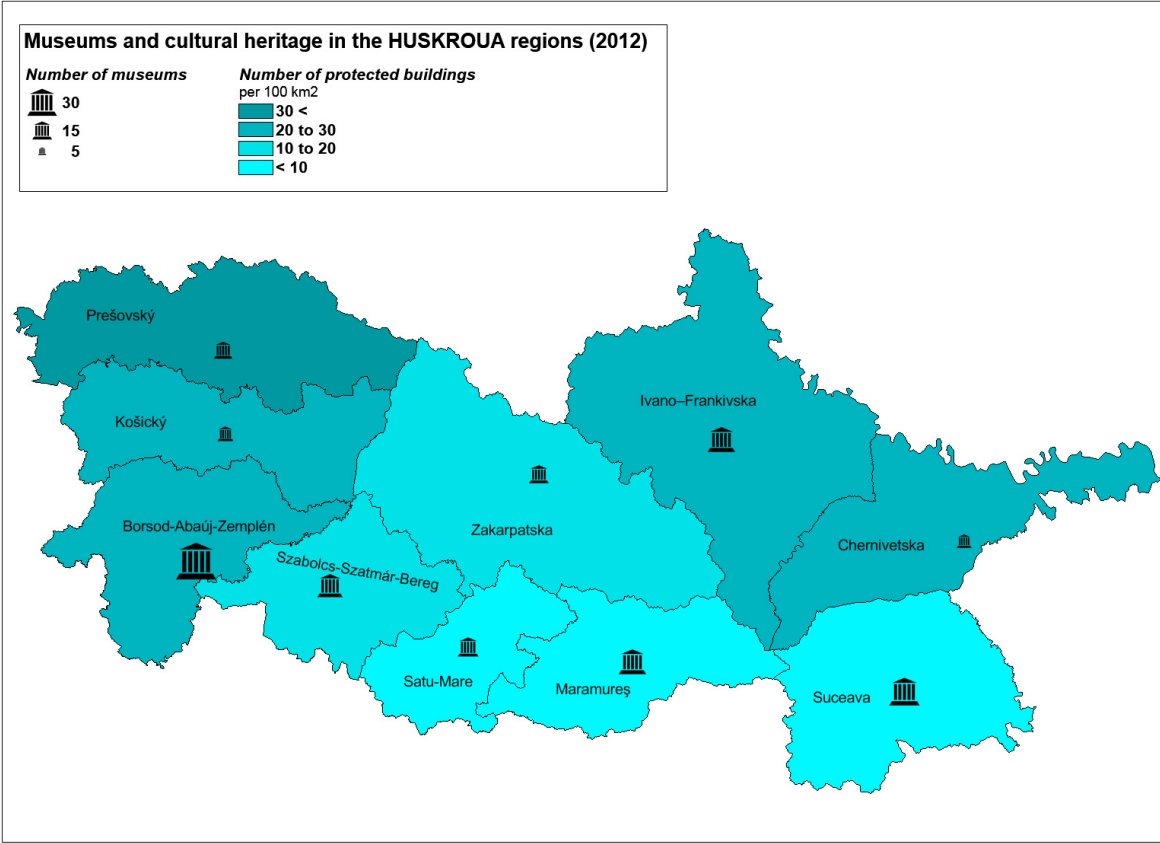 Museums and cultural heritage in the HUSKROUA regions (2012)
Number of museums
30
15
5
Number of protected buildings
per 100 km2
30 <
20 to 30
10 to 20
< 10
Prešovský
Košický
Ivano–Frankivska
Borsod-Abaúj-Zemplén
Zakarpatska
Chernivetska
Szabolcs-Szatmár-Bereg
Satu-Mare
Maramureş
Suceava